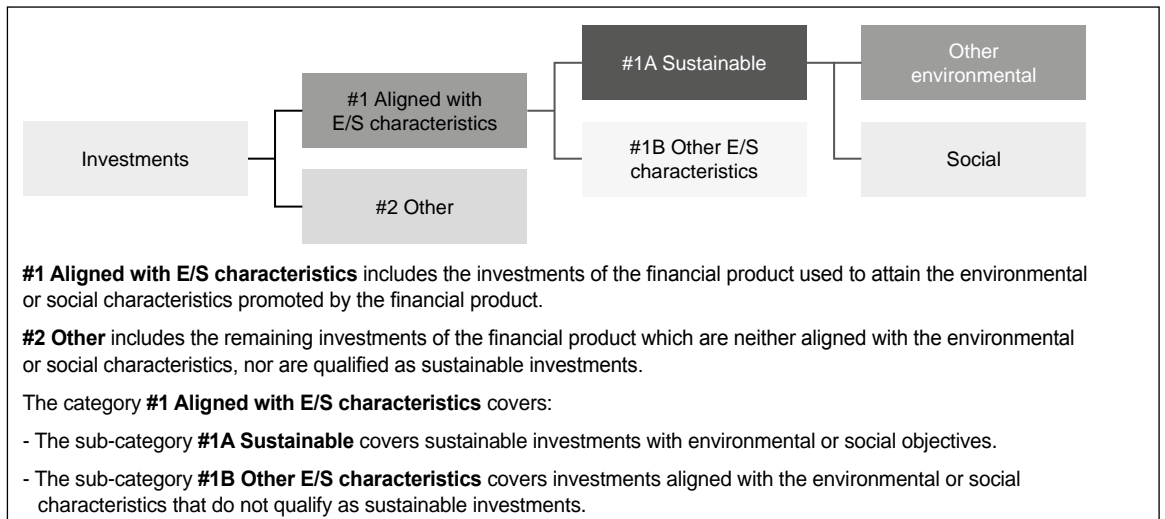 Investments
#1 Aligned with
E/S characteristics
#2 Other
#1A Sustainable
#1B Other E/S
characteristics
Other
environmental
Social
#1 Aligned with E/S characteristics includes the investments of the financial product used to attain the environmental
or social characteristics promoted by the financial product.
#2 Other includes the remaining investments of the financial product which are neither aligned with the environmental
or social characteristics, nor are qualified as sustainable investments.
The category #1 Aligned with E/S characteristics covers:
- The sub-category #1A Sustainable covers sustainable investments with environmental or social objectives.
- The sub-category #1B Other E/S characteristics covers investments aligned with the environmental or social
characteristics that do not qualify as sustainable investments.